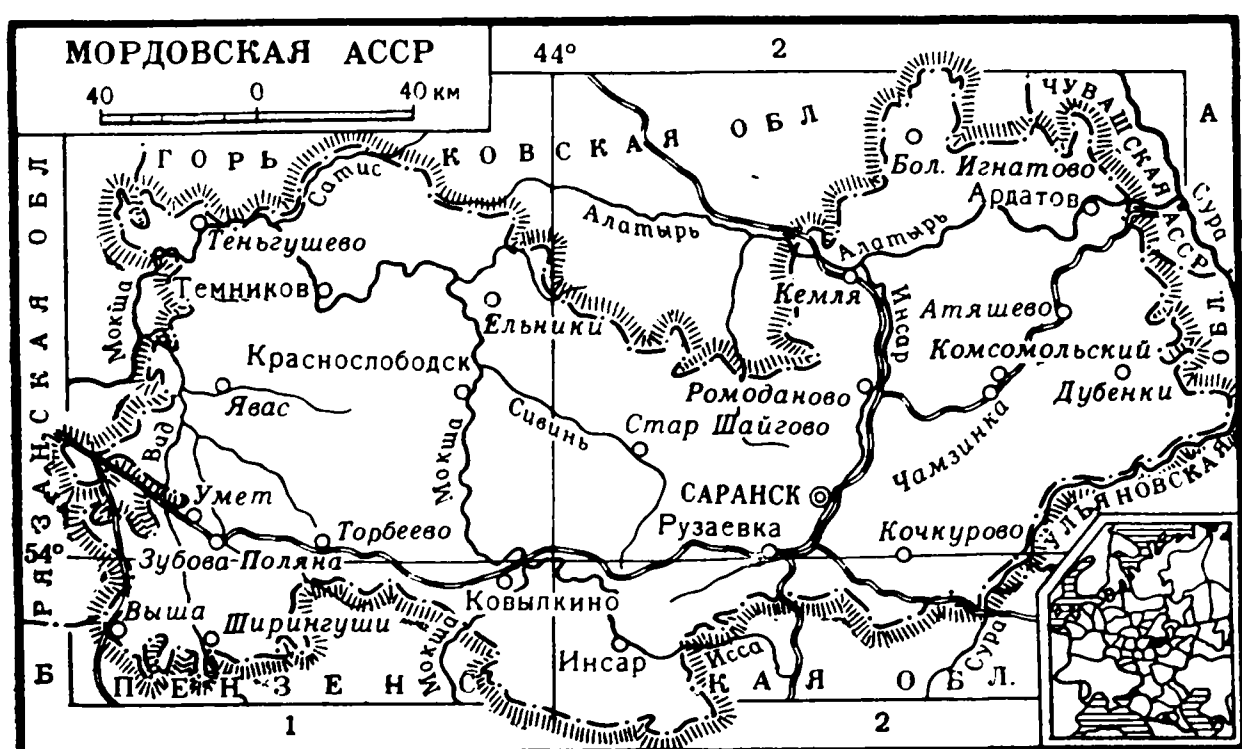 МОРДОВСКАЯ АССР
40 0 40 км
44°
2
А
ЧУВАШСКАЯ АССР
ГОРЬКОВСКАЯ ОБЛ
Бол. Игнатово
Ардатов
Сура
Сатис
Алатырь
Алатырь
Теньгушево
Темников
Мокша
Ельники
Кемля
Инсар
Атяшево
Краснослободск
Комсомольский
Явас
Ромоданово
Дубенки
РЯЗАНСКАЯ ОБЛ
Вид
Мокша
Сивинь
Стар Шайгово
Чамзинка
УЛЬЯНОВСКАЯ ОБЛ.
Умет
САРАНСК
Торбеево
Рузаевка
Кочкурово
54°
Зубова-Поляна
Выша
Ширингуши
Ковылкино
Мокша
Инсар
Исса
Сура
Б
ПЕНЗЕНСКАЯ ОБЛ.
1
2